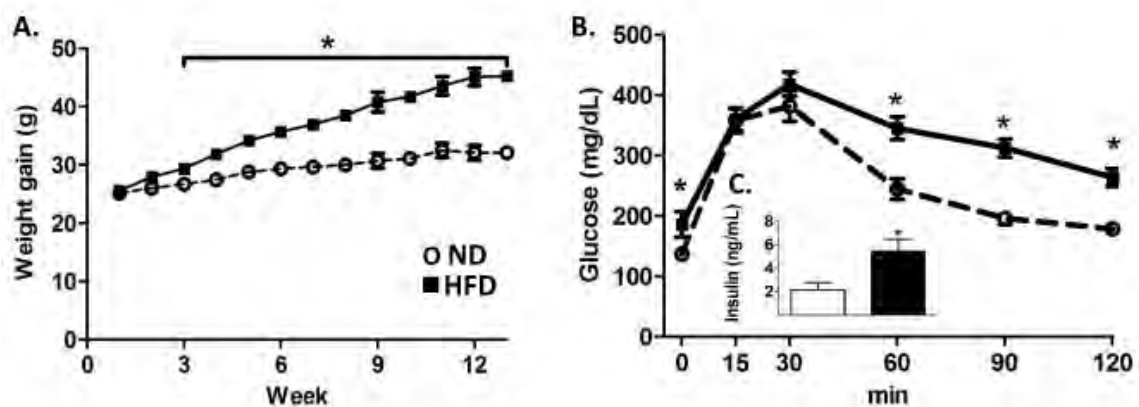 A.
50
40
30
20
10
0
Weight gain (g)
*
ND
HFD
0 3 6 9 12
Week
B.
500
400
300
200
100
0
Glucose (mg/dL)
* * * *
0 15 30 60 90 120
min
C.
8
6
4
2
Insulin (ng/mL)
*